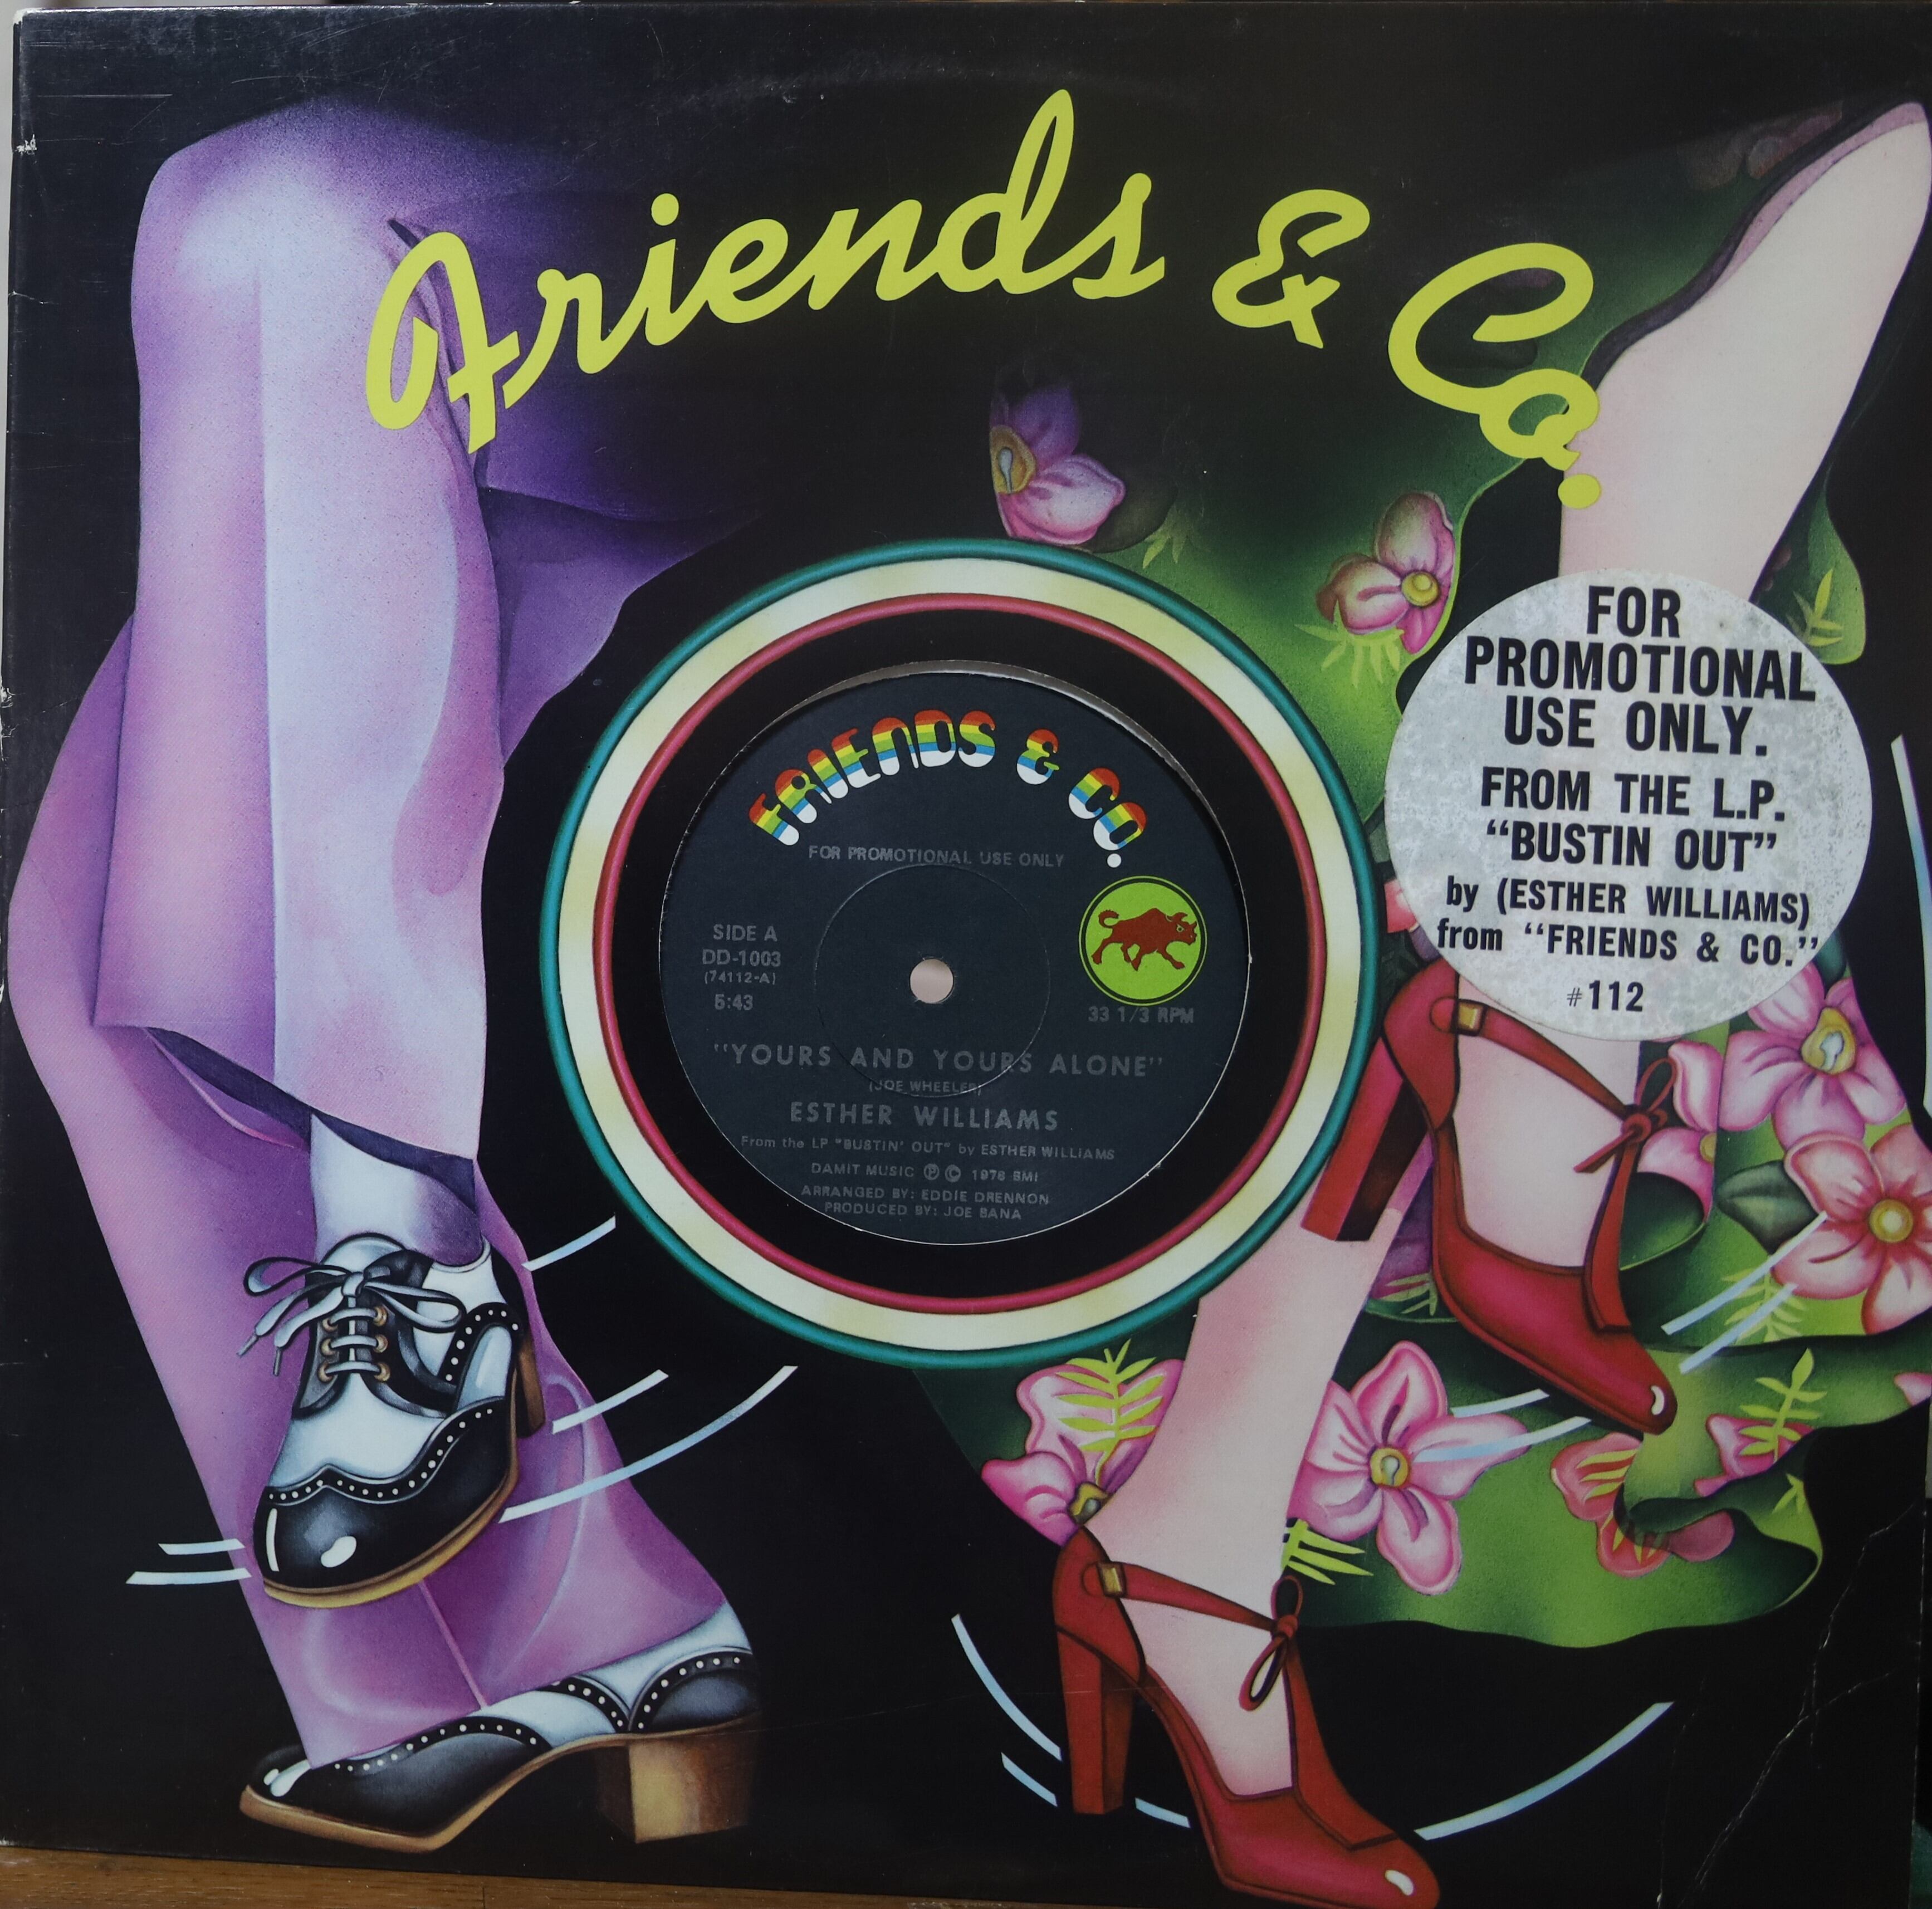 Friends & Co.
FOR
PROMOTIONAL
USE ONLY.
FROM THE L.P.
“BUSTIN OUT”
by (ESTHER WILLIAMS)
from “FRIENDS & CO.”
#112
FRIENDS & CO.
FOR PROMOTIONAL USE ONLY
SIDE A
DD-1003
(74112-A)
5:43
33 1/3 RPM
"YOURS AND YOURS ALONE"
(JOE WHEELER)
ESTHER WILLIAMS
From the LP "BUSTIN' OUT" by ESTHER WILLIAMS
DAMIT MUSIC Ⓟ © 1976 BMI
ARRANGED BY: EDDIE DRENNON
PRODUCED BY: JOE BANA